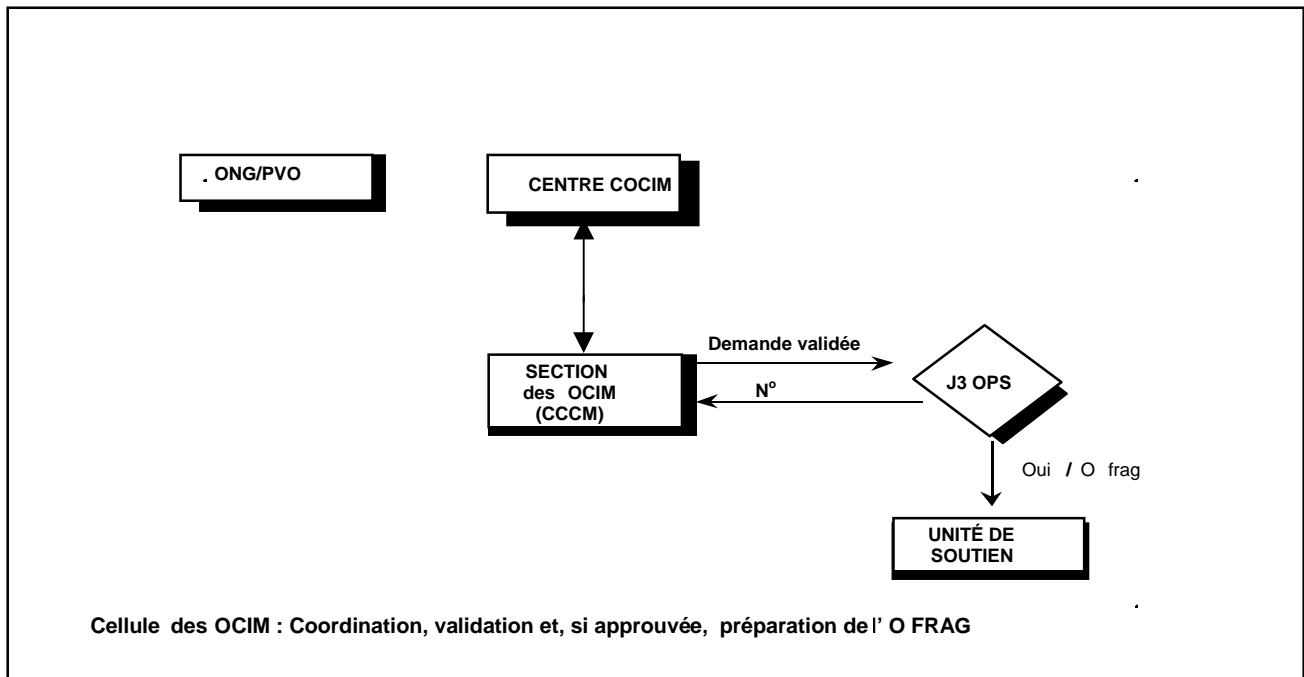 . ONG/PVO
CENTRE COCIM
Demande validée
SECTION
des OCIM
(CCCM)
J3 OPS
Nº
Oui / O frag
UNITÉ DE
SOUTIEN
Cellule des OCIM : Coordination, validation et, si approuvée, préparation de l' O FRAG